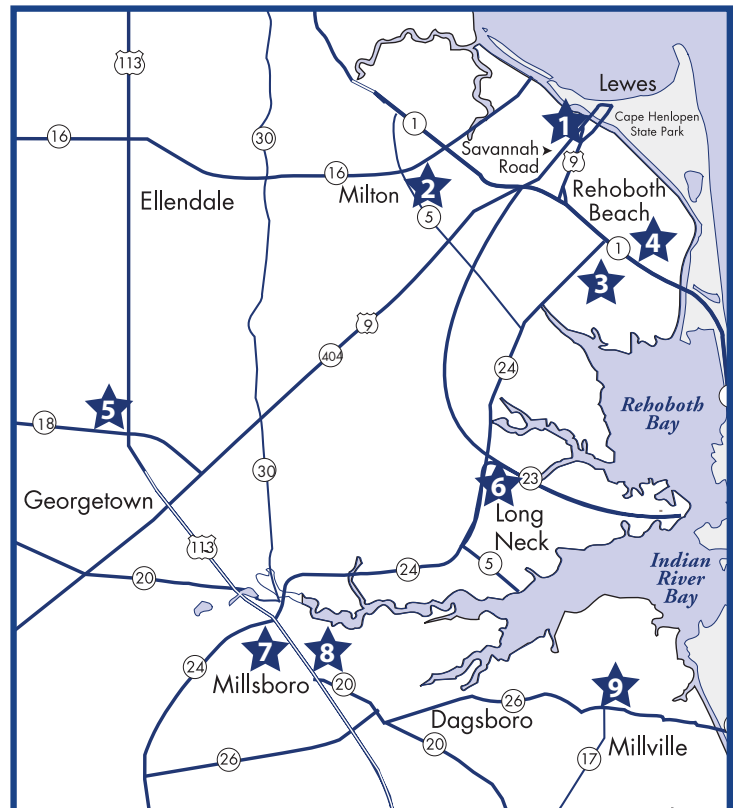 113
Lewes
Cape Henlopen
State Park
1
1
16
30
Savannah
Road
9
16
Milton
2
Rehoboth
Beach
Ellendale
5
4
1
3
9
404
24
5
Rehoboth
Bay
18
30
23
6
Georgetown
Long
Neck
113
Indian
River
Bay
5
24
20
7
8
24
Millsboro
20
9
26
Dagsboro
20
Millville
17
26